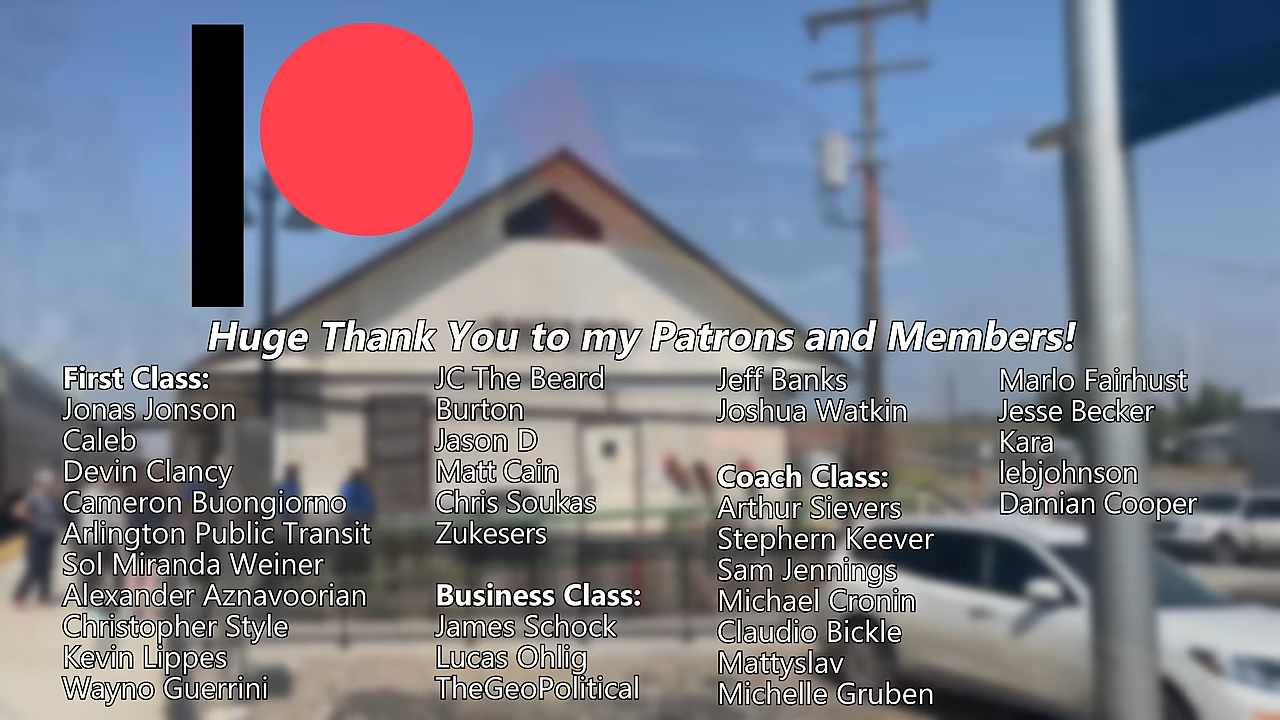 Huge Thank You to my Patrons and Members!
First Class:
Jonas Jonson
Caleb
Devin Clancy
Cameron Buongiorno
Arlington Public Transit
Sol Miranda Weiner
Alexander Aznavoorian
Christopher Style
Kevin Lippes
Wayno Guerrini
JC The Beard
Burton
Jason D
Matt Cain
Chris Soukas
Zukesers
Business Class:
James Schock
Lucas Ohlig
TheGeoPolitical
Jeff Banks
Joshua Watkin
Coach Class:
Arthur Sievers
Stephern Keever
Sam Jennings
Michael Cronin
Claudio Bickle
Mattyslav
Michelle Gruben
Marlo Fairhust
Jesse Becker
Kara
lebjohnson
Damian Cooper